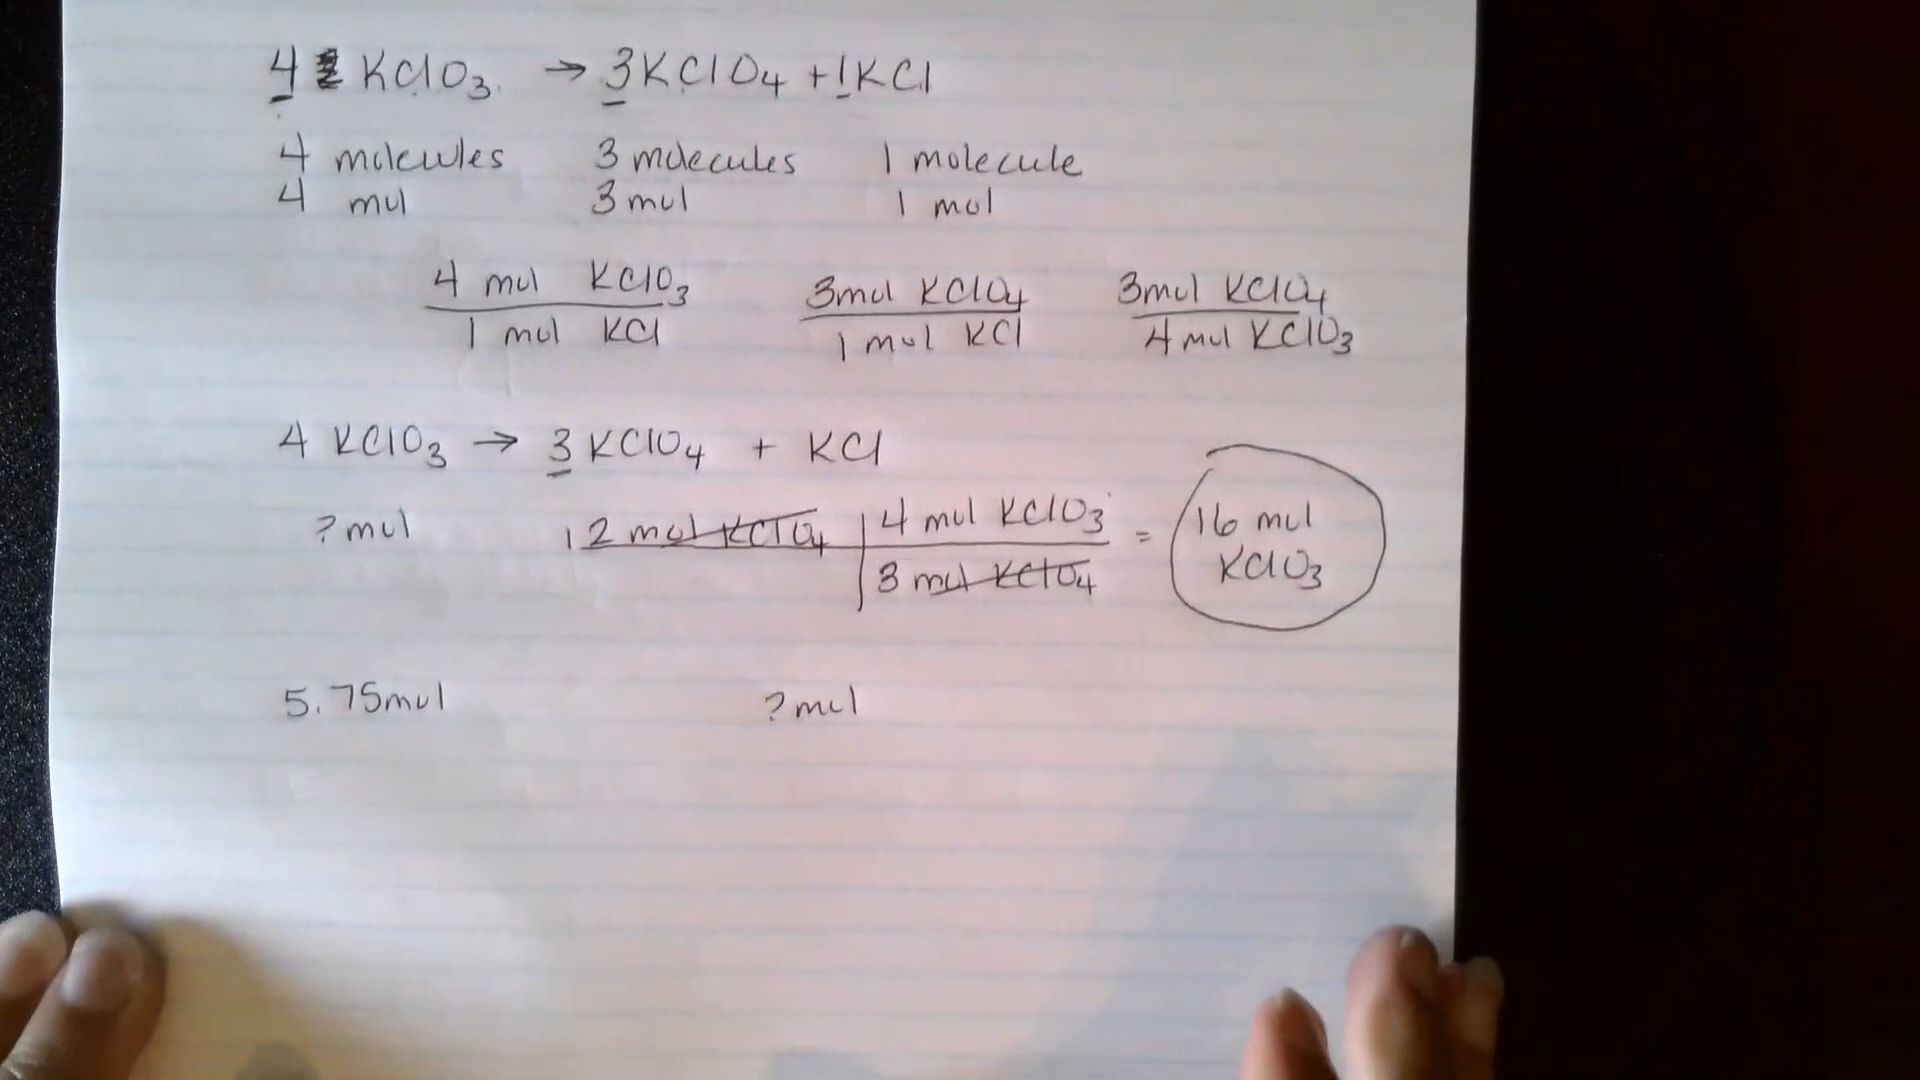 4 KClO3 → 3KClO4 + 1KCl
4 molecules 3 molecules 1 molecule
4 mol 3 mol 1 mol
4 mol KClO3 3mol KClO4 3mol KClO4
1 mol KCl 1 mol KCl 4 mol KClO3
4 KClO3 → 3 KClO4 + KCl
? mol 12 mol KClO4 4 mol KClO3 = 16 mol
3 mol KClO4 KClO3
5.75mol ? mol